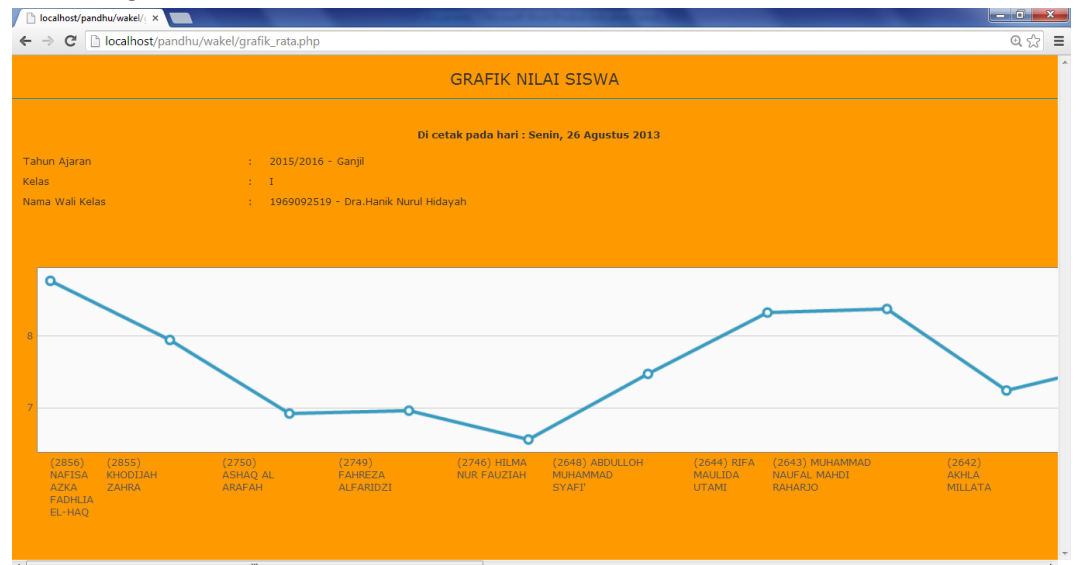 localhost/pandhu/wakel/
localhost/pandhu/wakel/grafik_rata.php
GRAFIK NILAI SISWA
Di cetak pada hari : Senin, 26 Agustus 2013
Tahun Ajaran : 2015/2016 - Ganjil
Kelas : I
Nama Wali Kelas : 1969092519 - Dra.Hanik Nurul Hidayah
8
7
(2856) NAFISA AZKA FADHLIA EL-HAQ
(2855) KHODIJAH ZAHRA
(2750) ASHAQ AL ARAFAH
(2749) FAHREZA ALFARIDZI
(2746) HILMA NUR FAUZIAH
(2648) ABDULLOH MUHAMMAD SYAFI'
(2644) RIFA MAULIDA UTAMI
(2643) MUHAMMAD NAUFAL MAHDI RAHARJO
(2642) AKHLA MILLATA